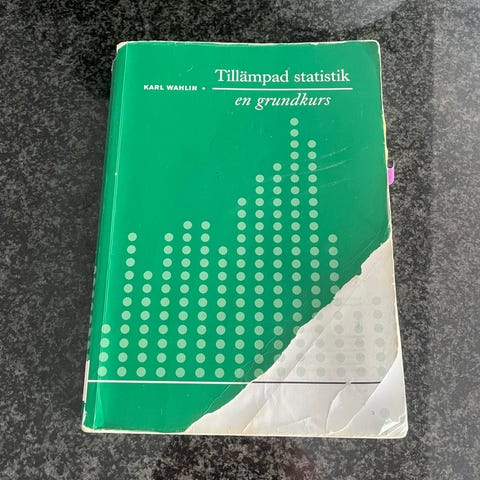 KARL WAHLIN • Tillämpad statistik
en grundkurs